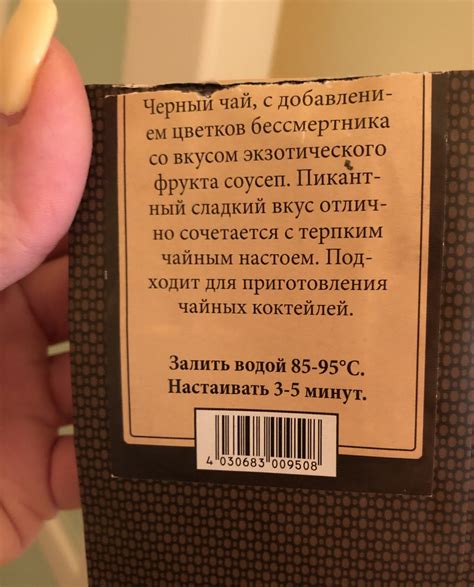 Черный чай, с добавлени-
ем цветков бессмертника
со вкусом экзотического
фрукта соусеп. Пикант-
ный сладкий вкус отлич-
но сочетается с терпким
чайным настоем. Под-
ходит для приготовления
чайных коктейлей.
Залить водой 85-95°С.
Настаивать 3-5 минут.
4 030683 009508